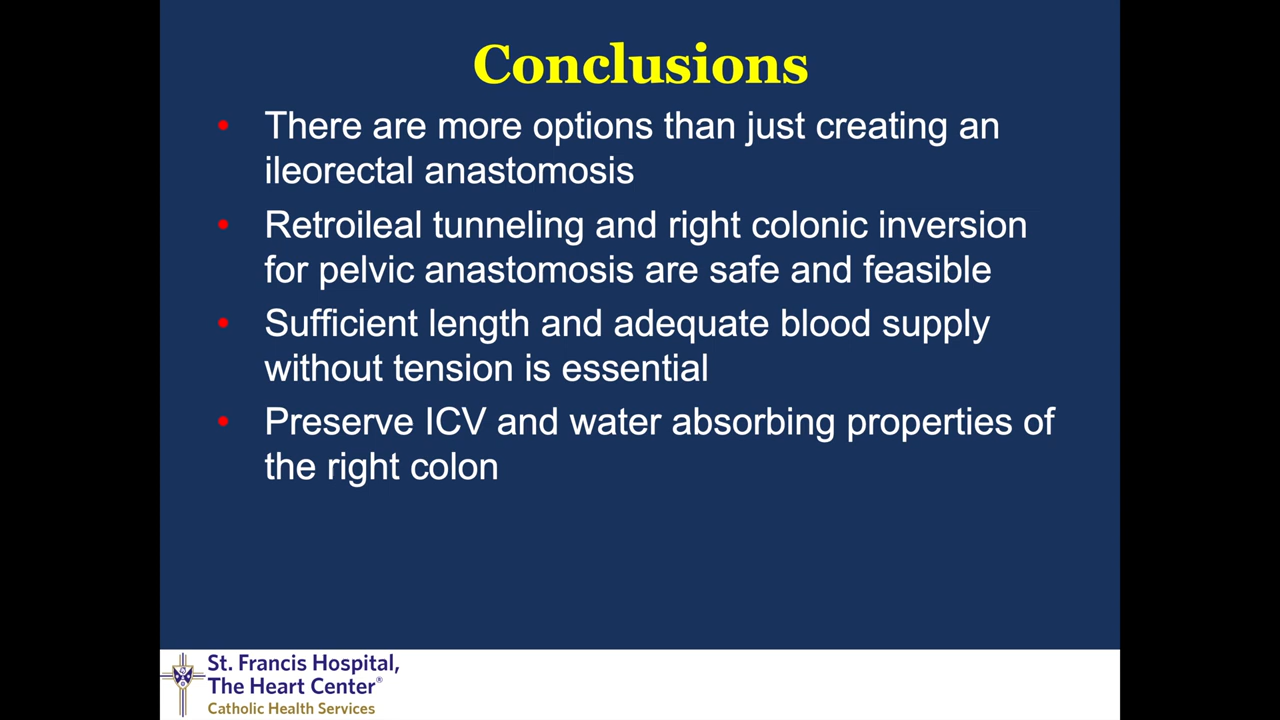 Conclusions
• There are more options than just creating an
ileorectal anastomosis
• Retroileal tunneling and right colonic inversion
for pelvic anastomosis are safe and feasible
• Sufficient length and adequate blood supply
without tension is essential
• Preserve ICV and water absorbing properties of
the right colon
St. Francis Hospital,
The Heart Center®
Catholic Health Services